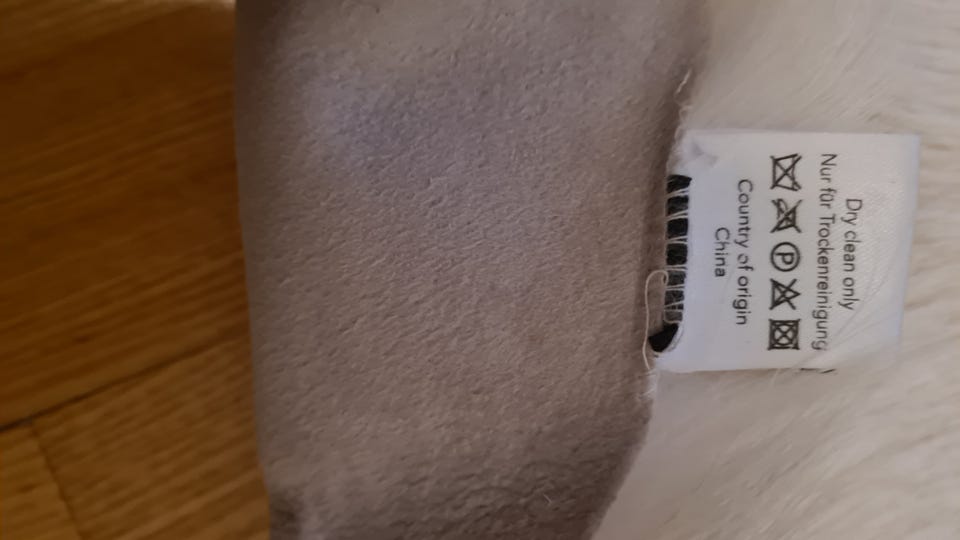 Dry clean only
Nur für Trockenreinigung
P
Country of origin
China